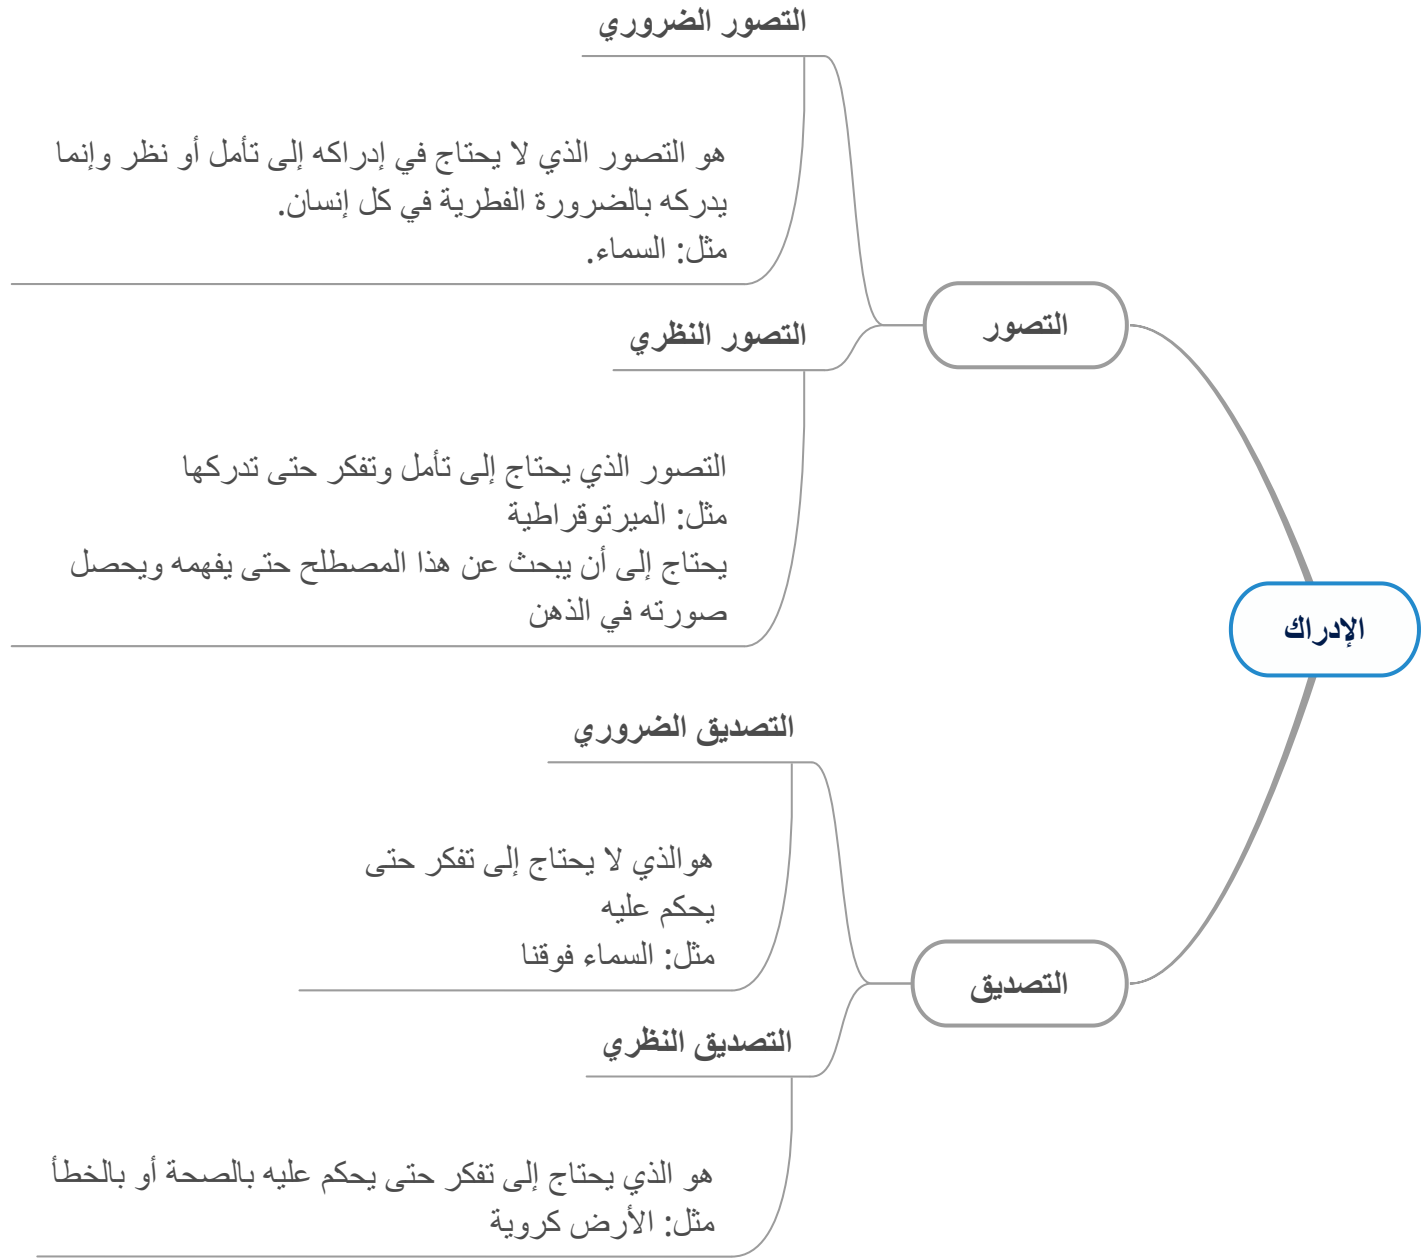 الإدراك
التصور
التصور الضروري
هو التصور الذي لا يحتاج في إدراكه إلى تأمل أو نظر وإنما
يدركه بالضرورة الفطرية في كل إنسان.
مثل: السماء.
التصور النظري
التصور الذي يحتاج إلى تأمل وتفكر حتى تدركها
مثل: الميرتوقراطية
يحتاج إلى أن يبحث عن هذا المصطلح حتى يفهمه ويحصل
صورته في الذهن
التصديق
التصديق الضروري
هوالذي لا يحتاج إلى تفكر حتى
يحكم عليه
مثل: السماء فوقنا
التصديق النظري
هو الذي يحتاج إلى تفكر حتى يحكم عليه بالصحة أو بالخطأ
مثل: الأرض كروية